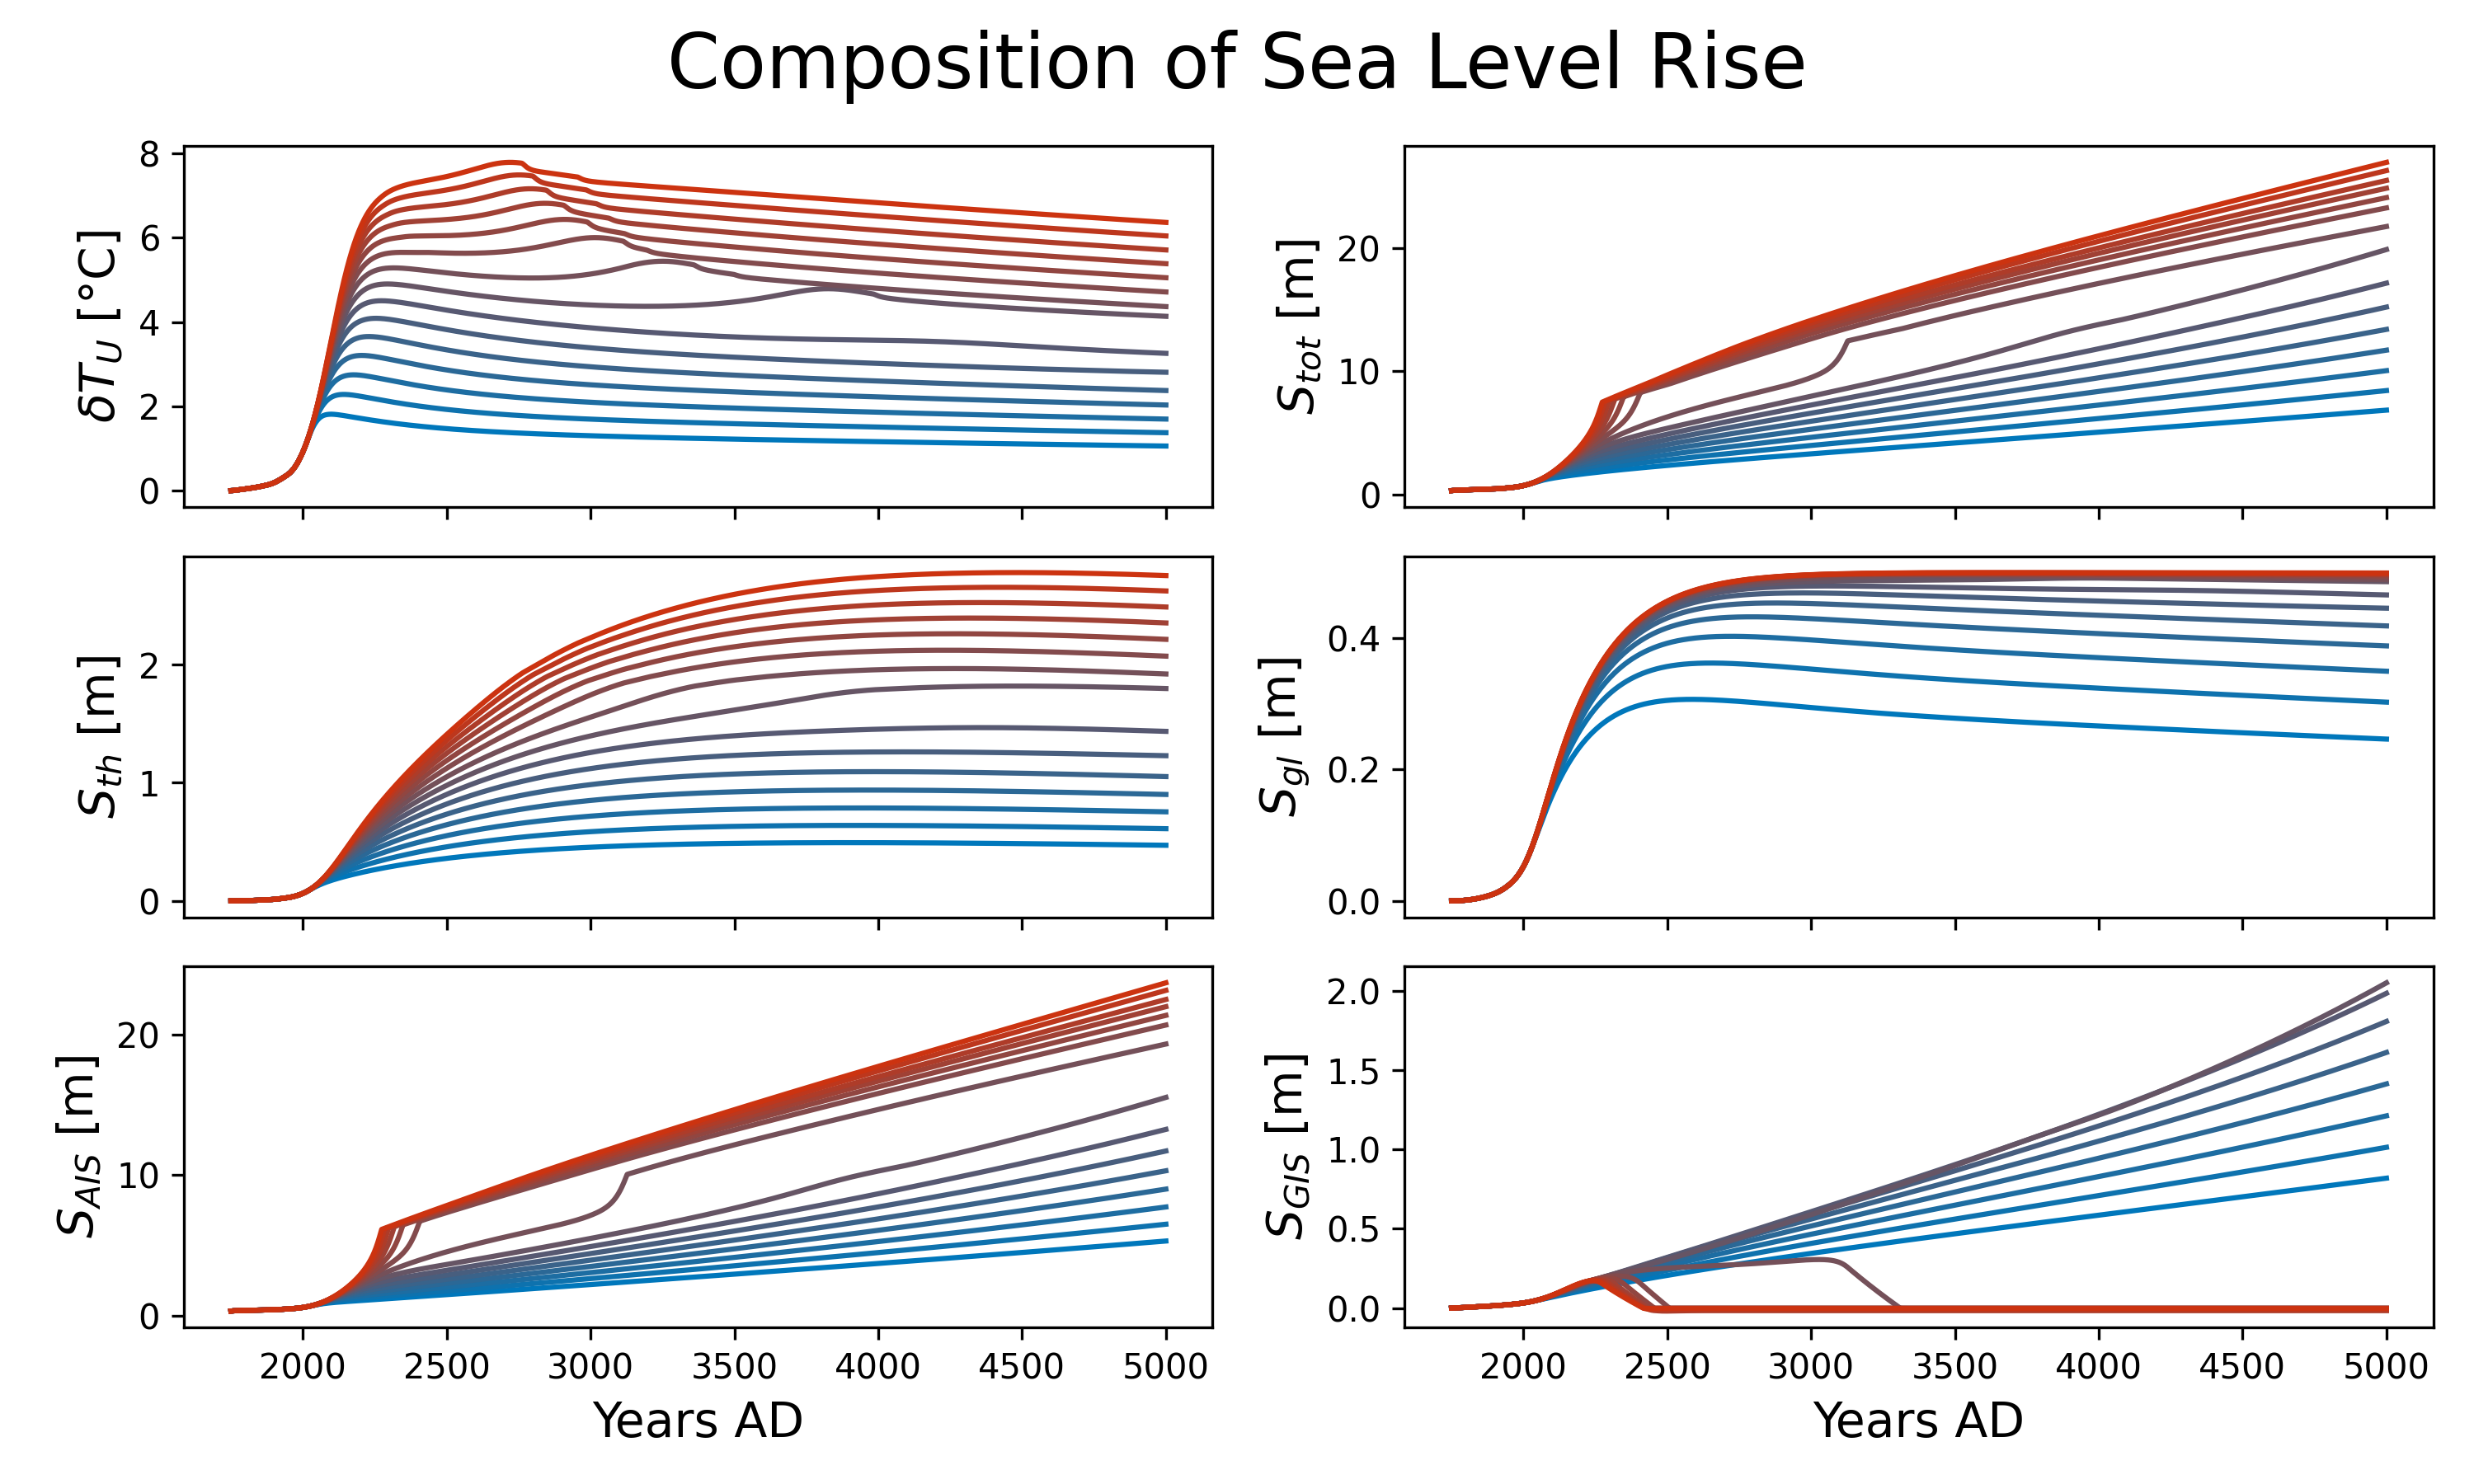 Composition of Sea Level Rise
δT_U [°C]
8
6
4
2
0
S_tot [m]
20
10
0
S_th [m]
2
1
0
S_gl [m]
0.4
0.2
0.0
S_AIS [m]
20
10
0
2000 2500 3000 3500 4000 4500 5000
Years AD
S_GIS [m]
2.0
1.5
1.0
0.5
0.0
2000 2500 3000 3500 4000 4500 5000
Years AD